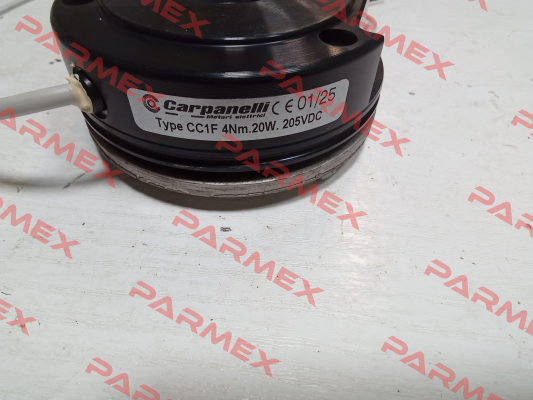 Carpanelli CE 01/25
Motori elettrici
Type CC1F 4Nm.20W. 205VDC
PARMEX
PARMEX
PARMEX
PARMEX
PARMEX
PARMEX
PARMEX
PARMEX
PARMEX